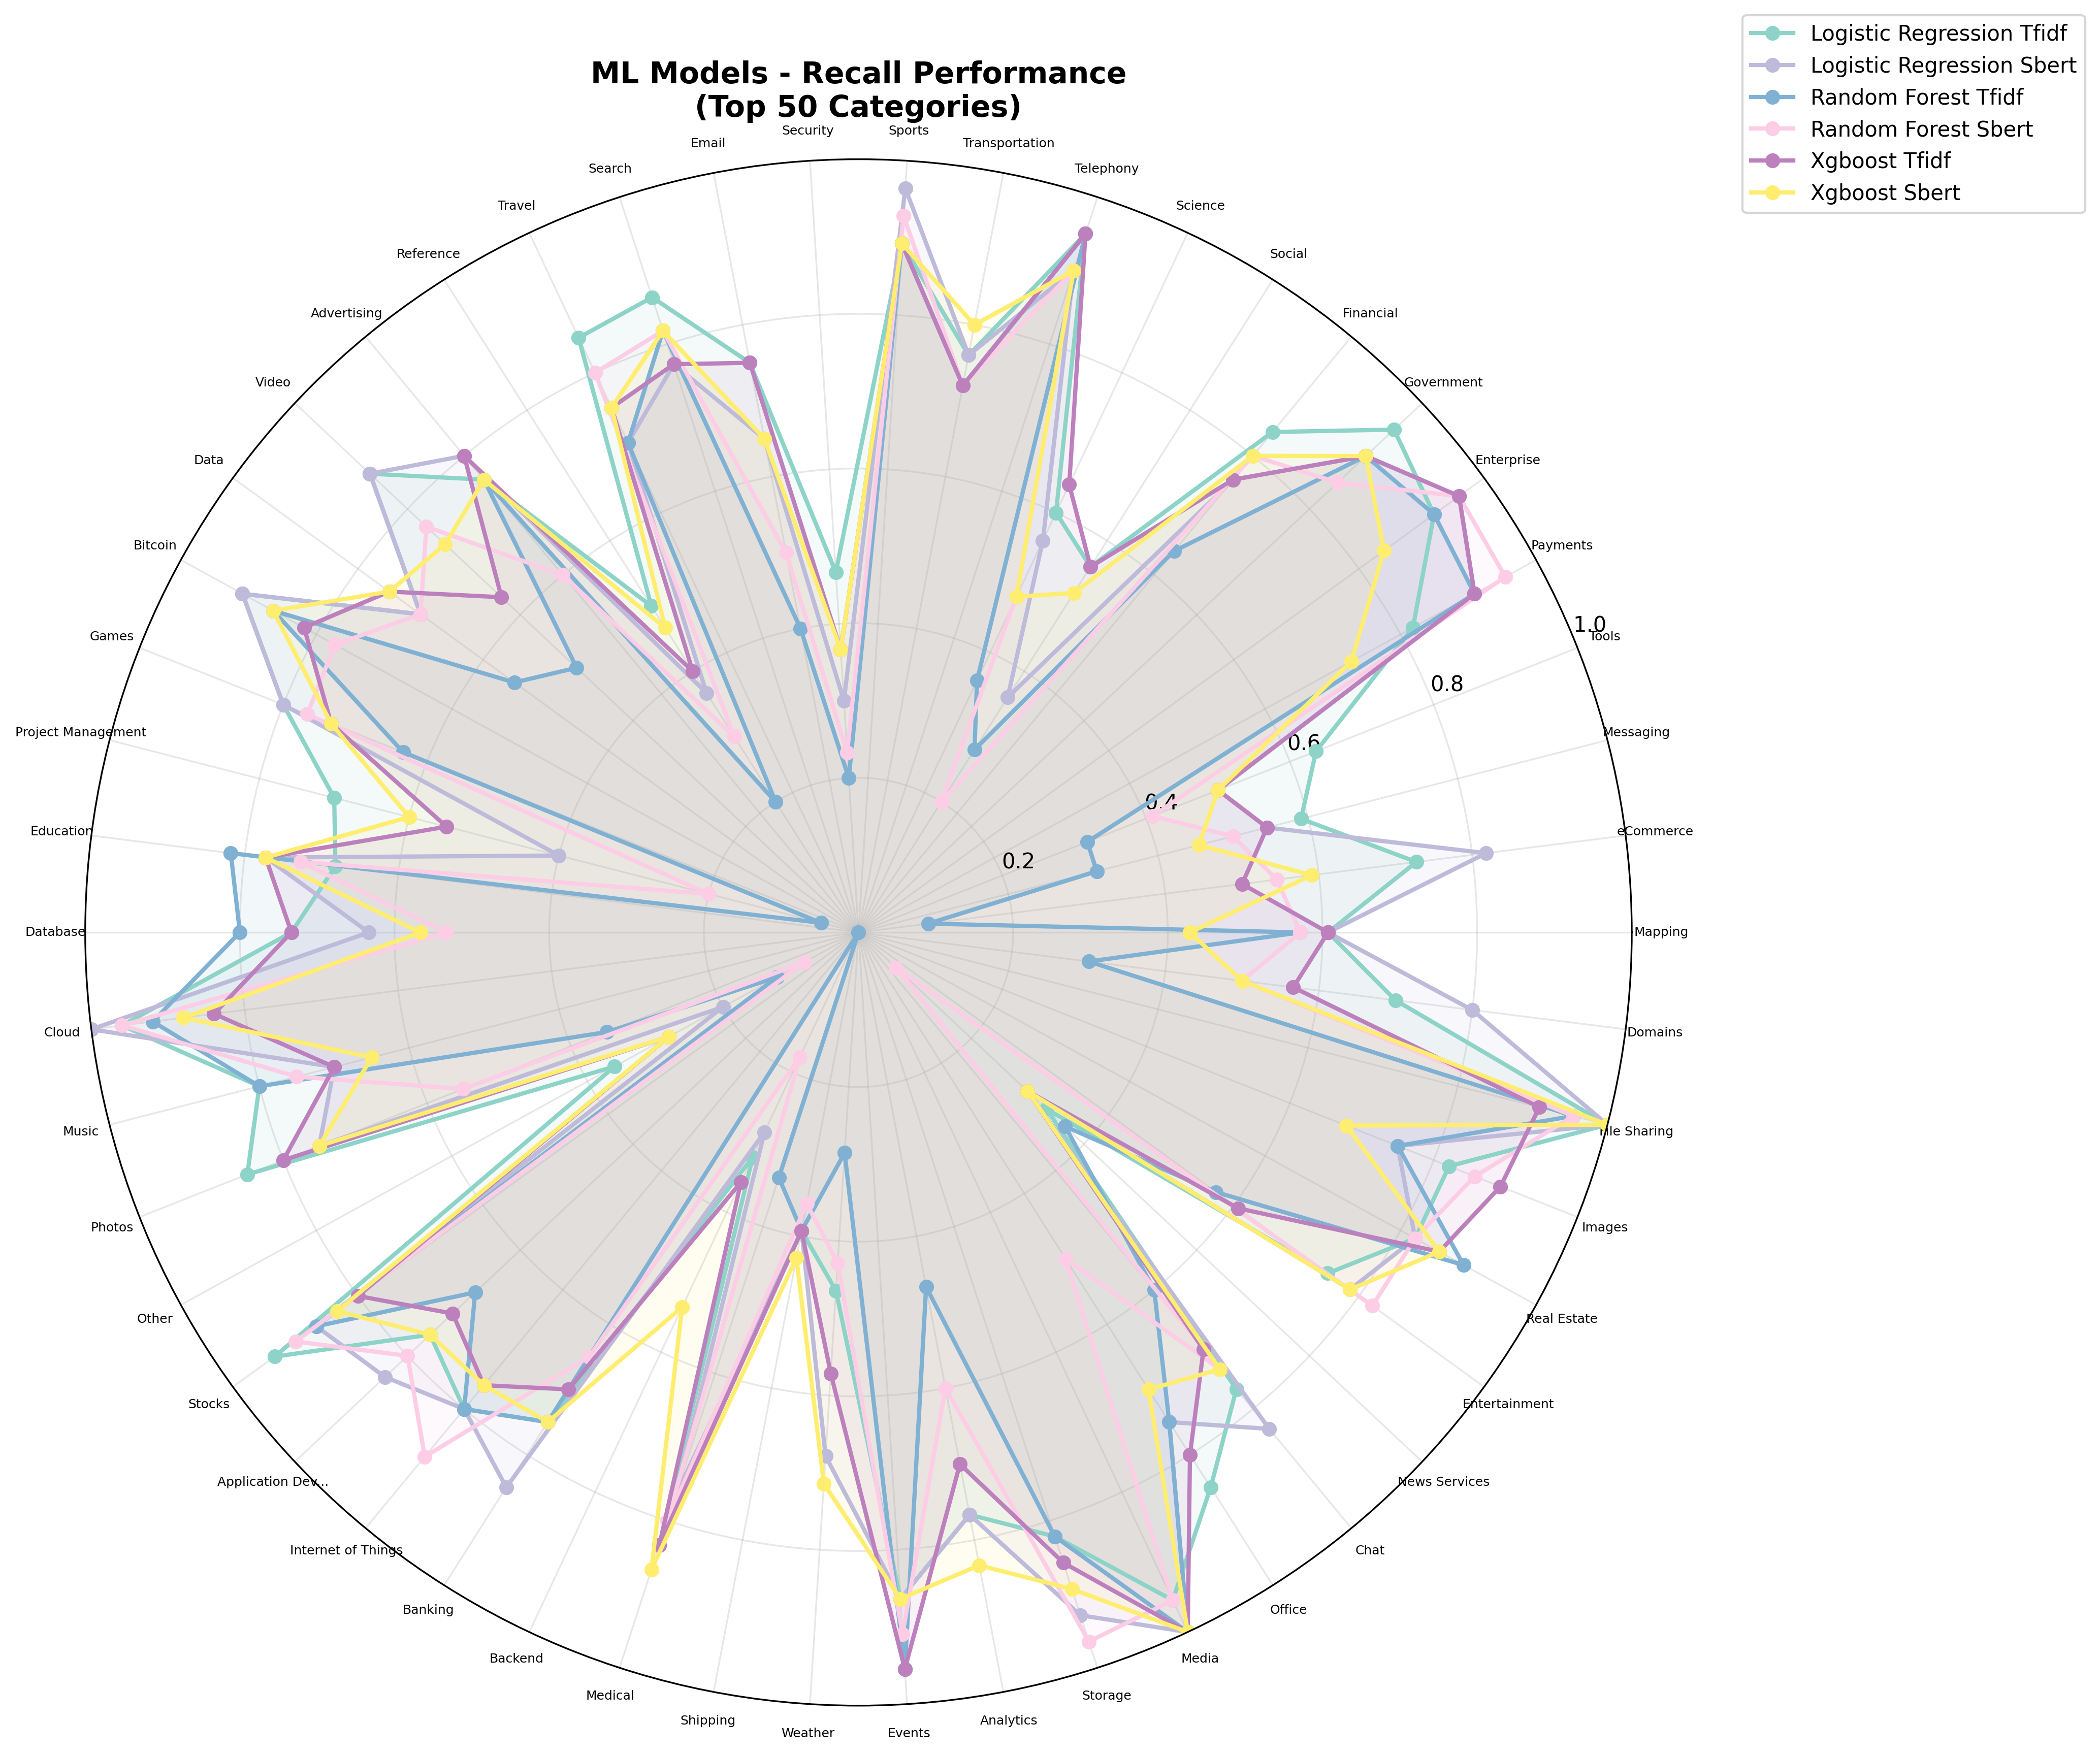 ML Models - Recall Performance
(Top 50 Categories)
Logistic Regression Tfidf
Logistic Regression Sbert
Random Forest Tfidf
Random Forest Sbert
Xgboost Tfidf
Xgboost Sbert
Mapping
eCommerce
Messaging
Tools
Payments
Enterprise
Government
Financial
Social
Science
Telephony
Transportation
Sports
Security
Email
Search
Travel
Reference
Advertising
Video
Data
Bitcoin
Games
Project Management
Education
Database
Cloud
Music
Photos
Other
Stocks
Application Dev...
Internet of Things
Banking
Backend
Medical
Shipping
Weather
Events
Analytics
Storage
Media
Office
Chat
News Services
Entertainment
Real Estate
Images
File Sharing
Domains
0.2
0.4
0.6
0.8
1.0